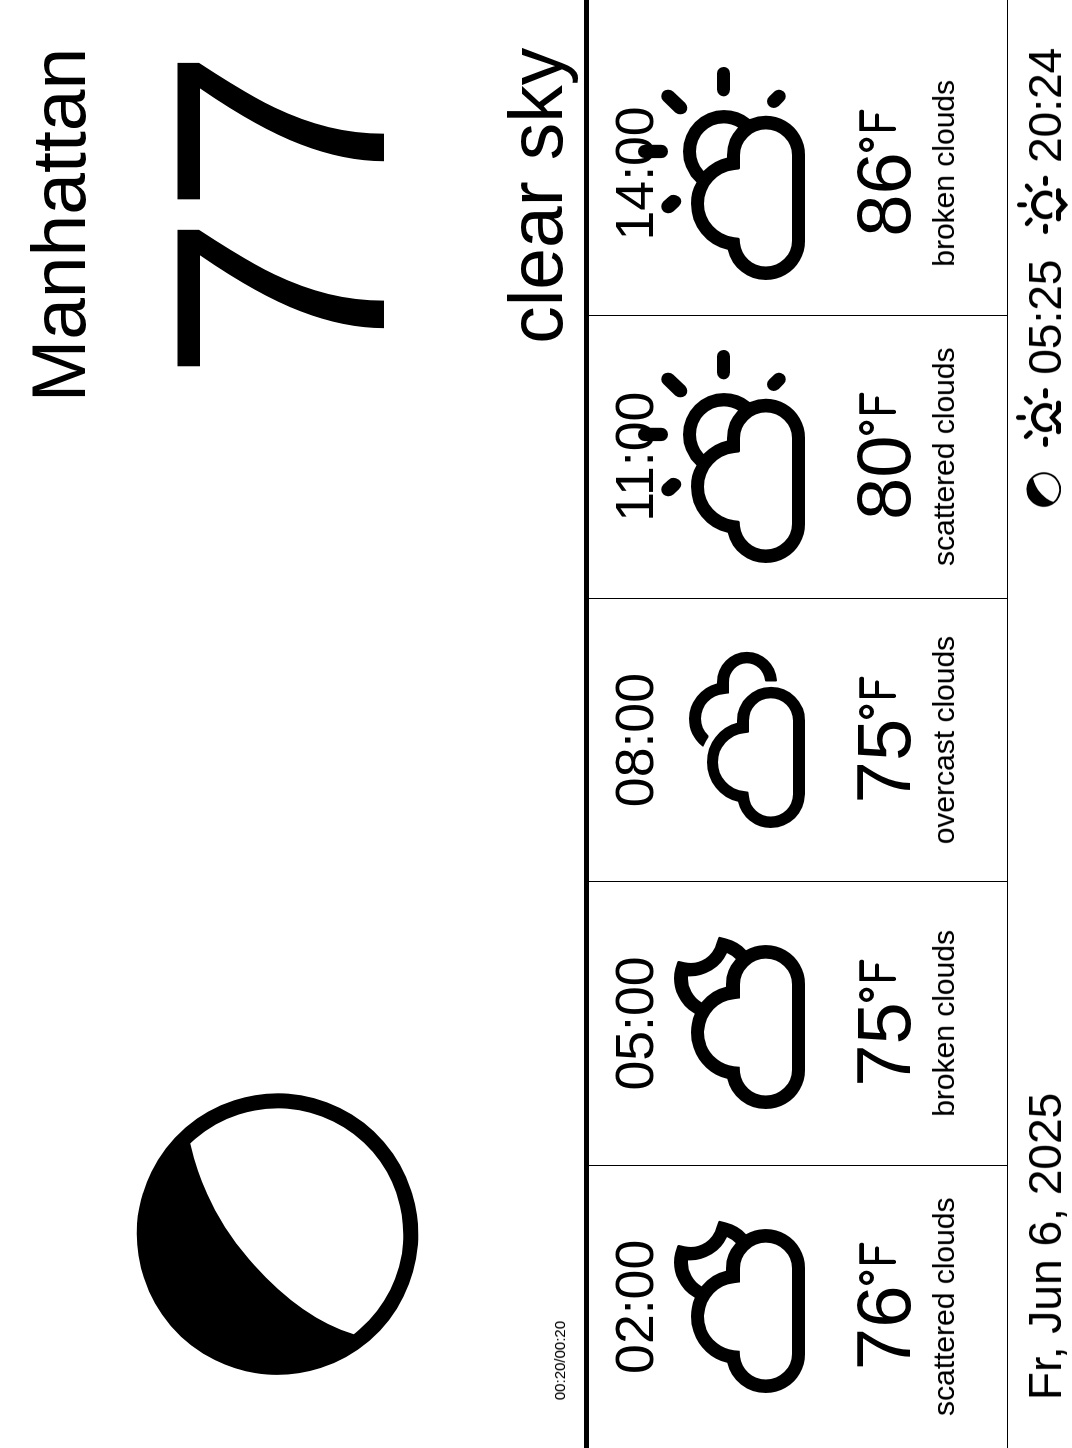 Manhattan
77
clear sky
00:20/00:20
02:00
76°F
scattered clouds
05:00
75°F
broken clouds
08:00
75°F
overcast clouds
11:00
80°F
scattered clouds
14:00
86°F
broken clouds
Fr, Jun 6, 2025
05:25
20:24